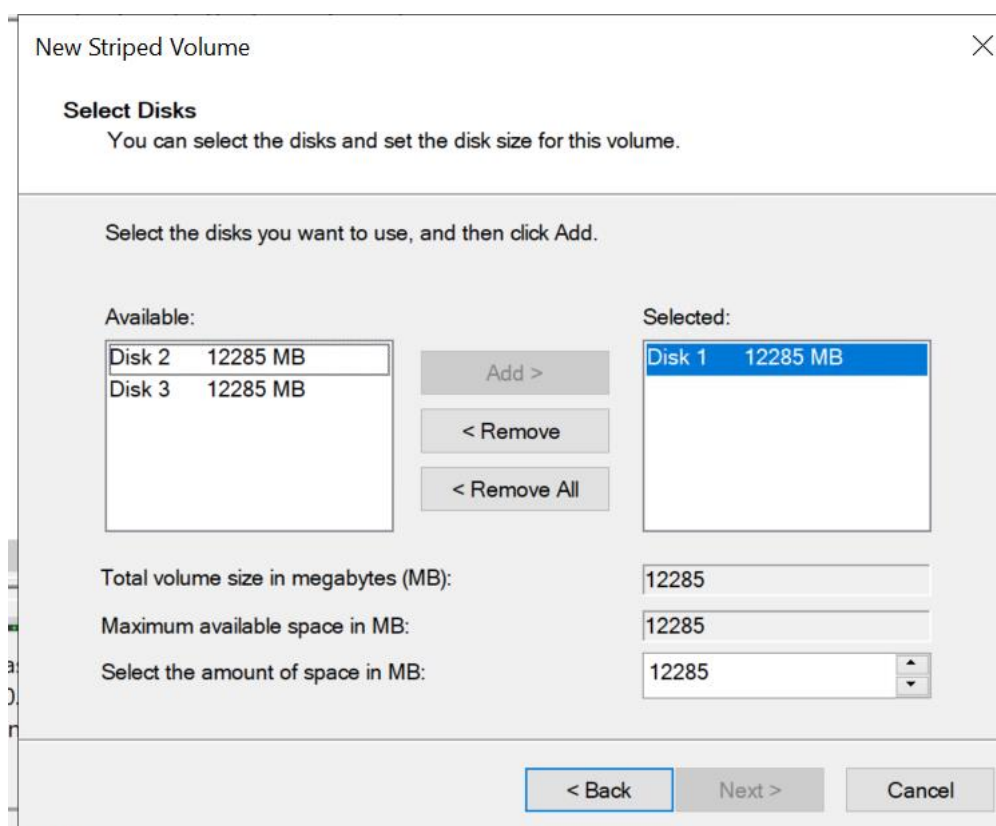 New Striped Volume
Select Disks
You can select the disks and set the disk size for this volume.
Select the disks you want to use, and then click Add.
Available:
Selected:
Disk 2 12285 MB
Disk 3 12285 MB
Add >
< Remove
< Remove All
Disk 1 12285 MB
Total volume size in megabytes (MB):
12285
Maximum available space in MB:
12285
Select the amount of space in MB:
12285
< Back
Next >
Cancel